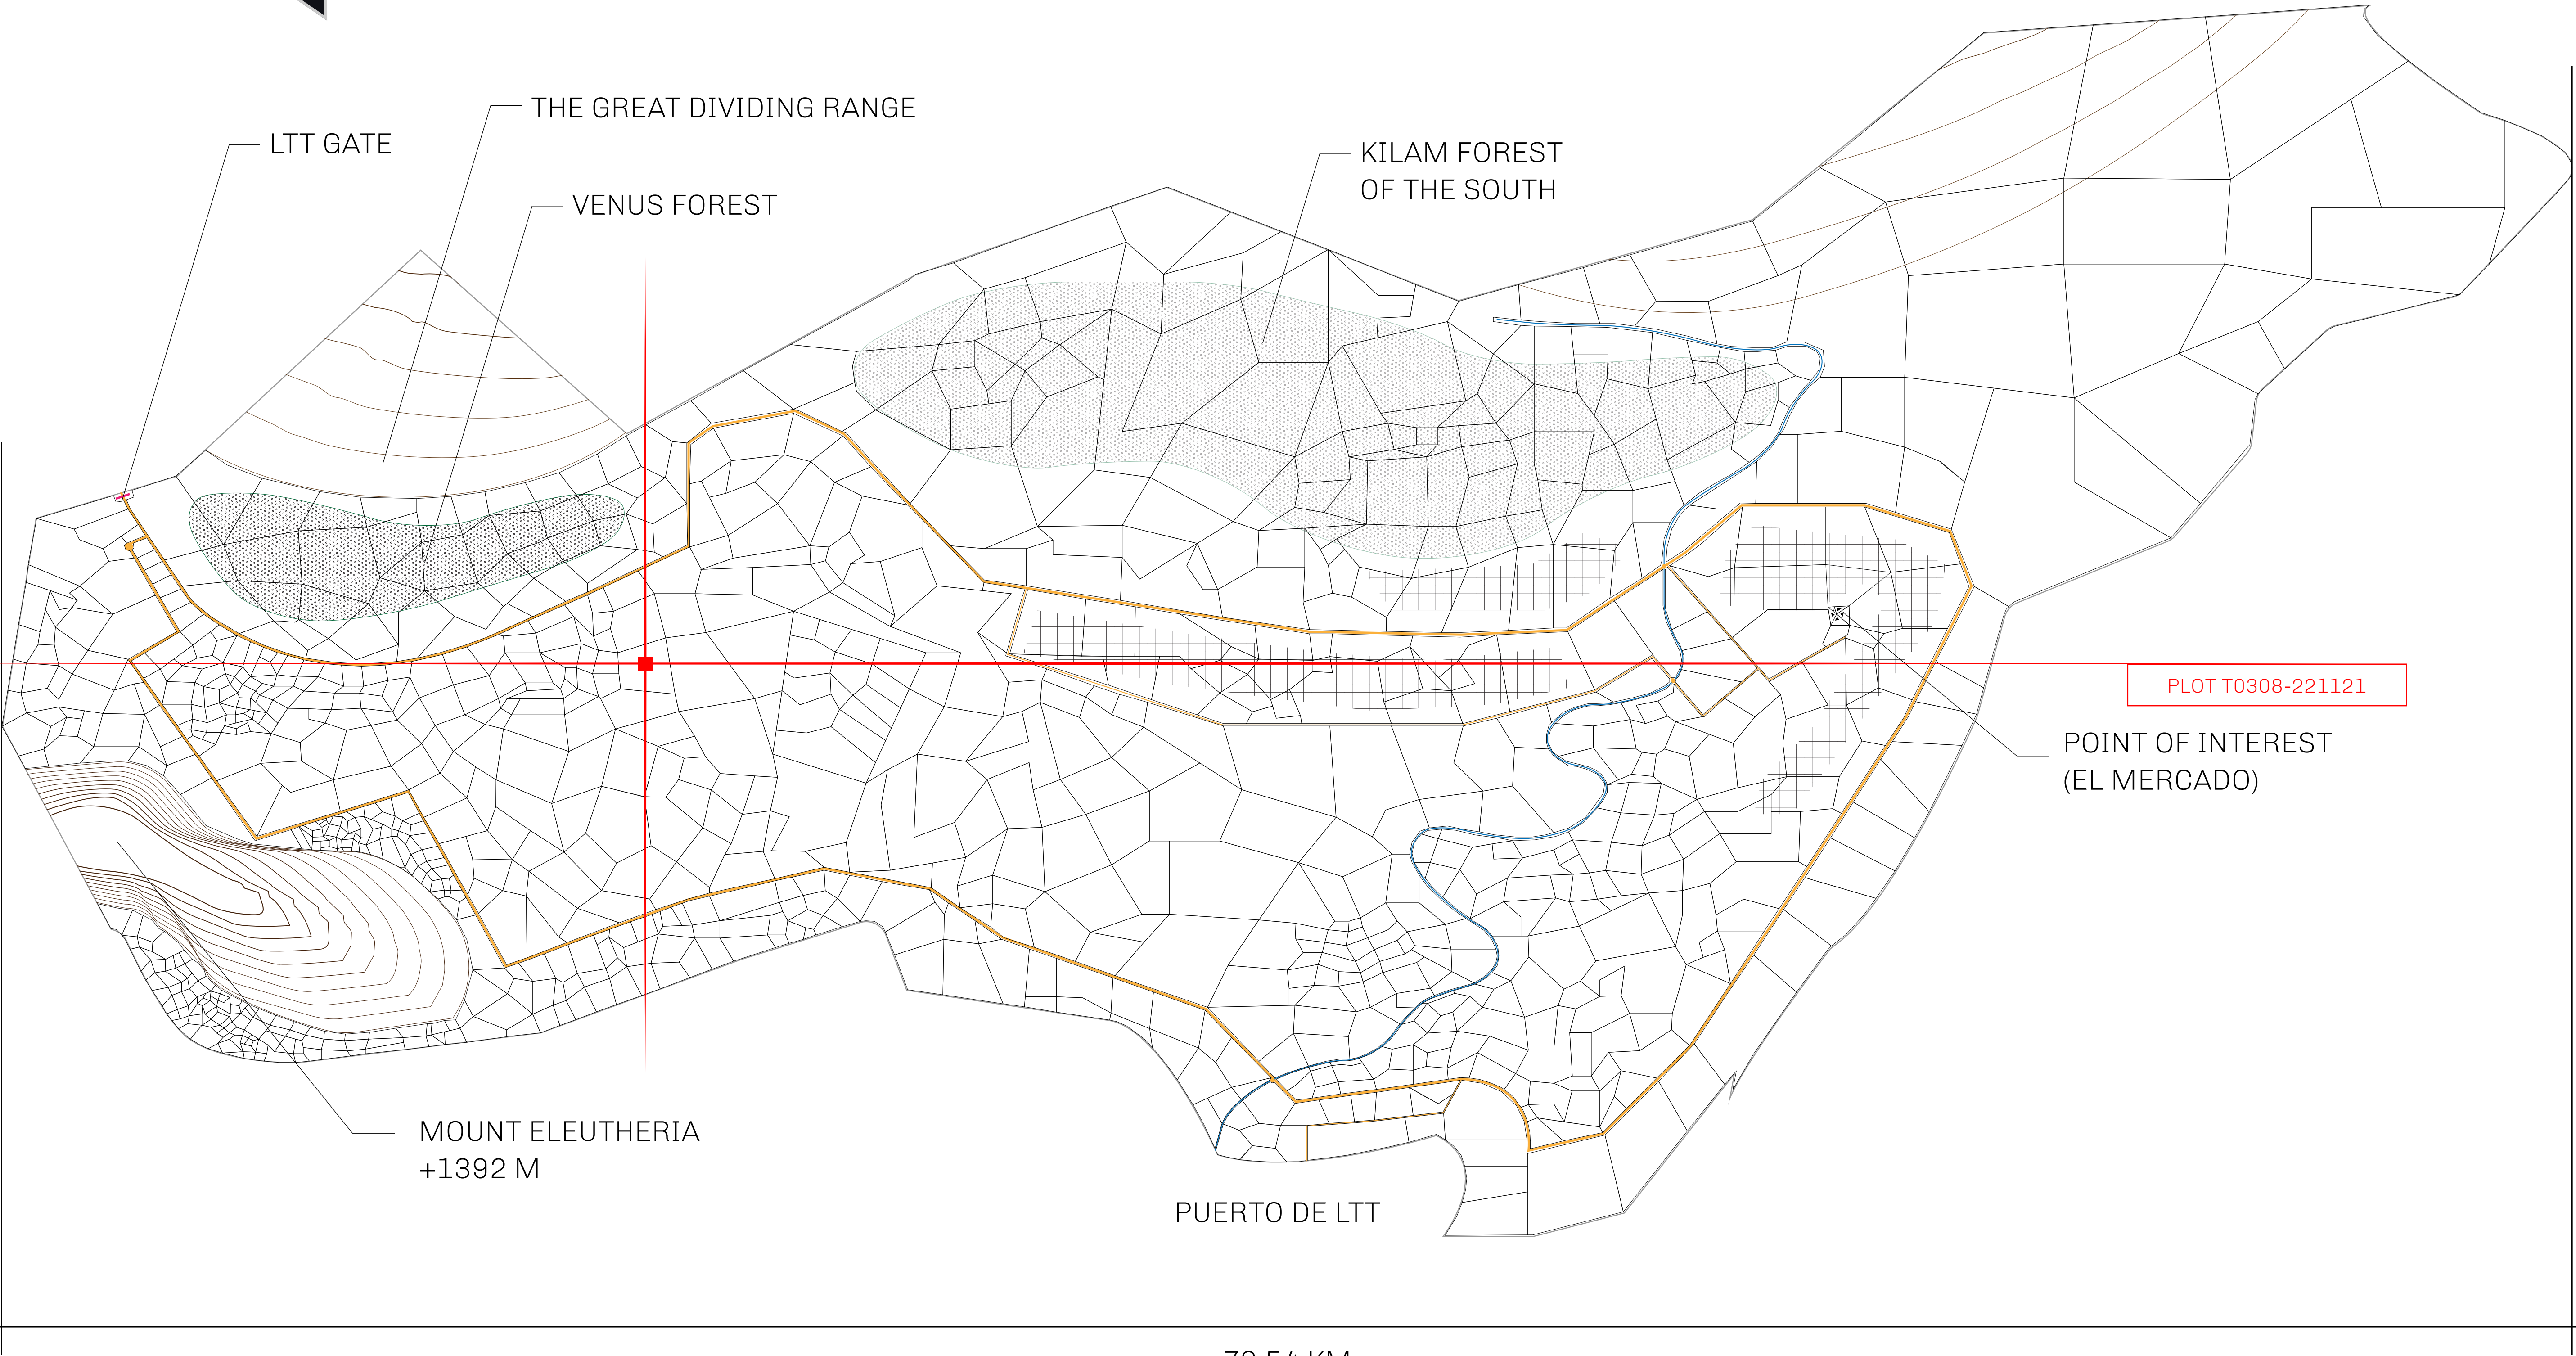 THE GREAT DIVIDING RANGE
LTT GATE
KILAM FOREST
OF THE SOUTH
VENUS FOREST
PLOT T0308-221121
POINT OF INTEREST
(EL MERCADO)
MOUNT ELEUTHERIA
+1392 M
PUERTO DE LTT
KM